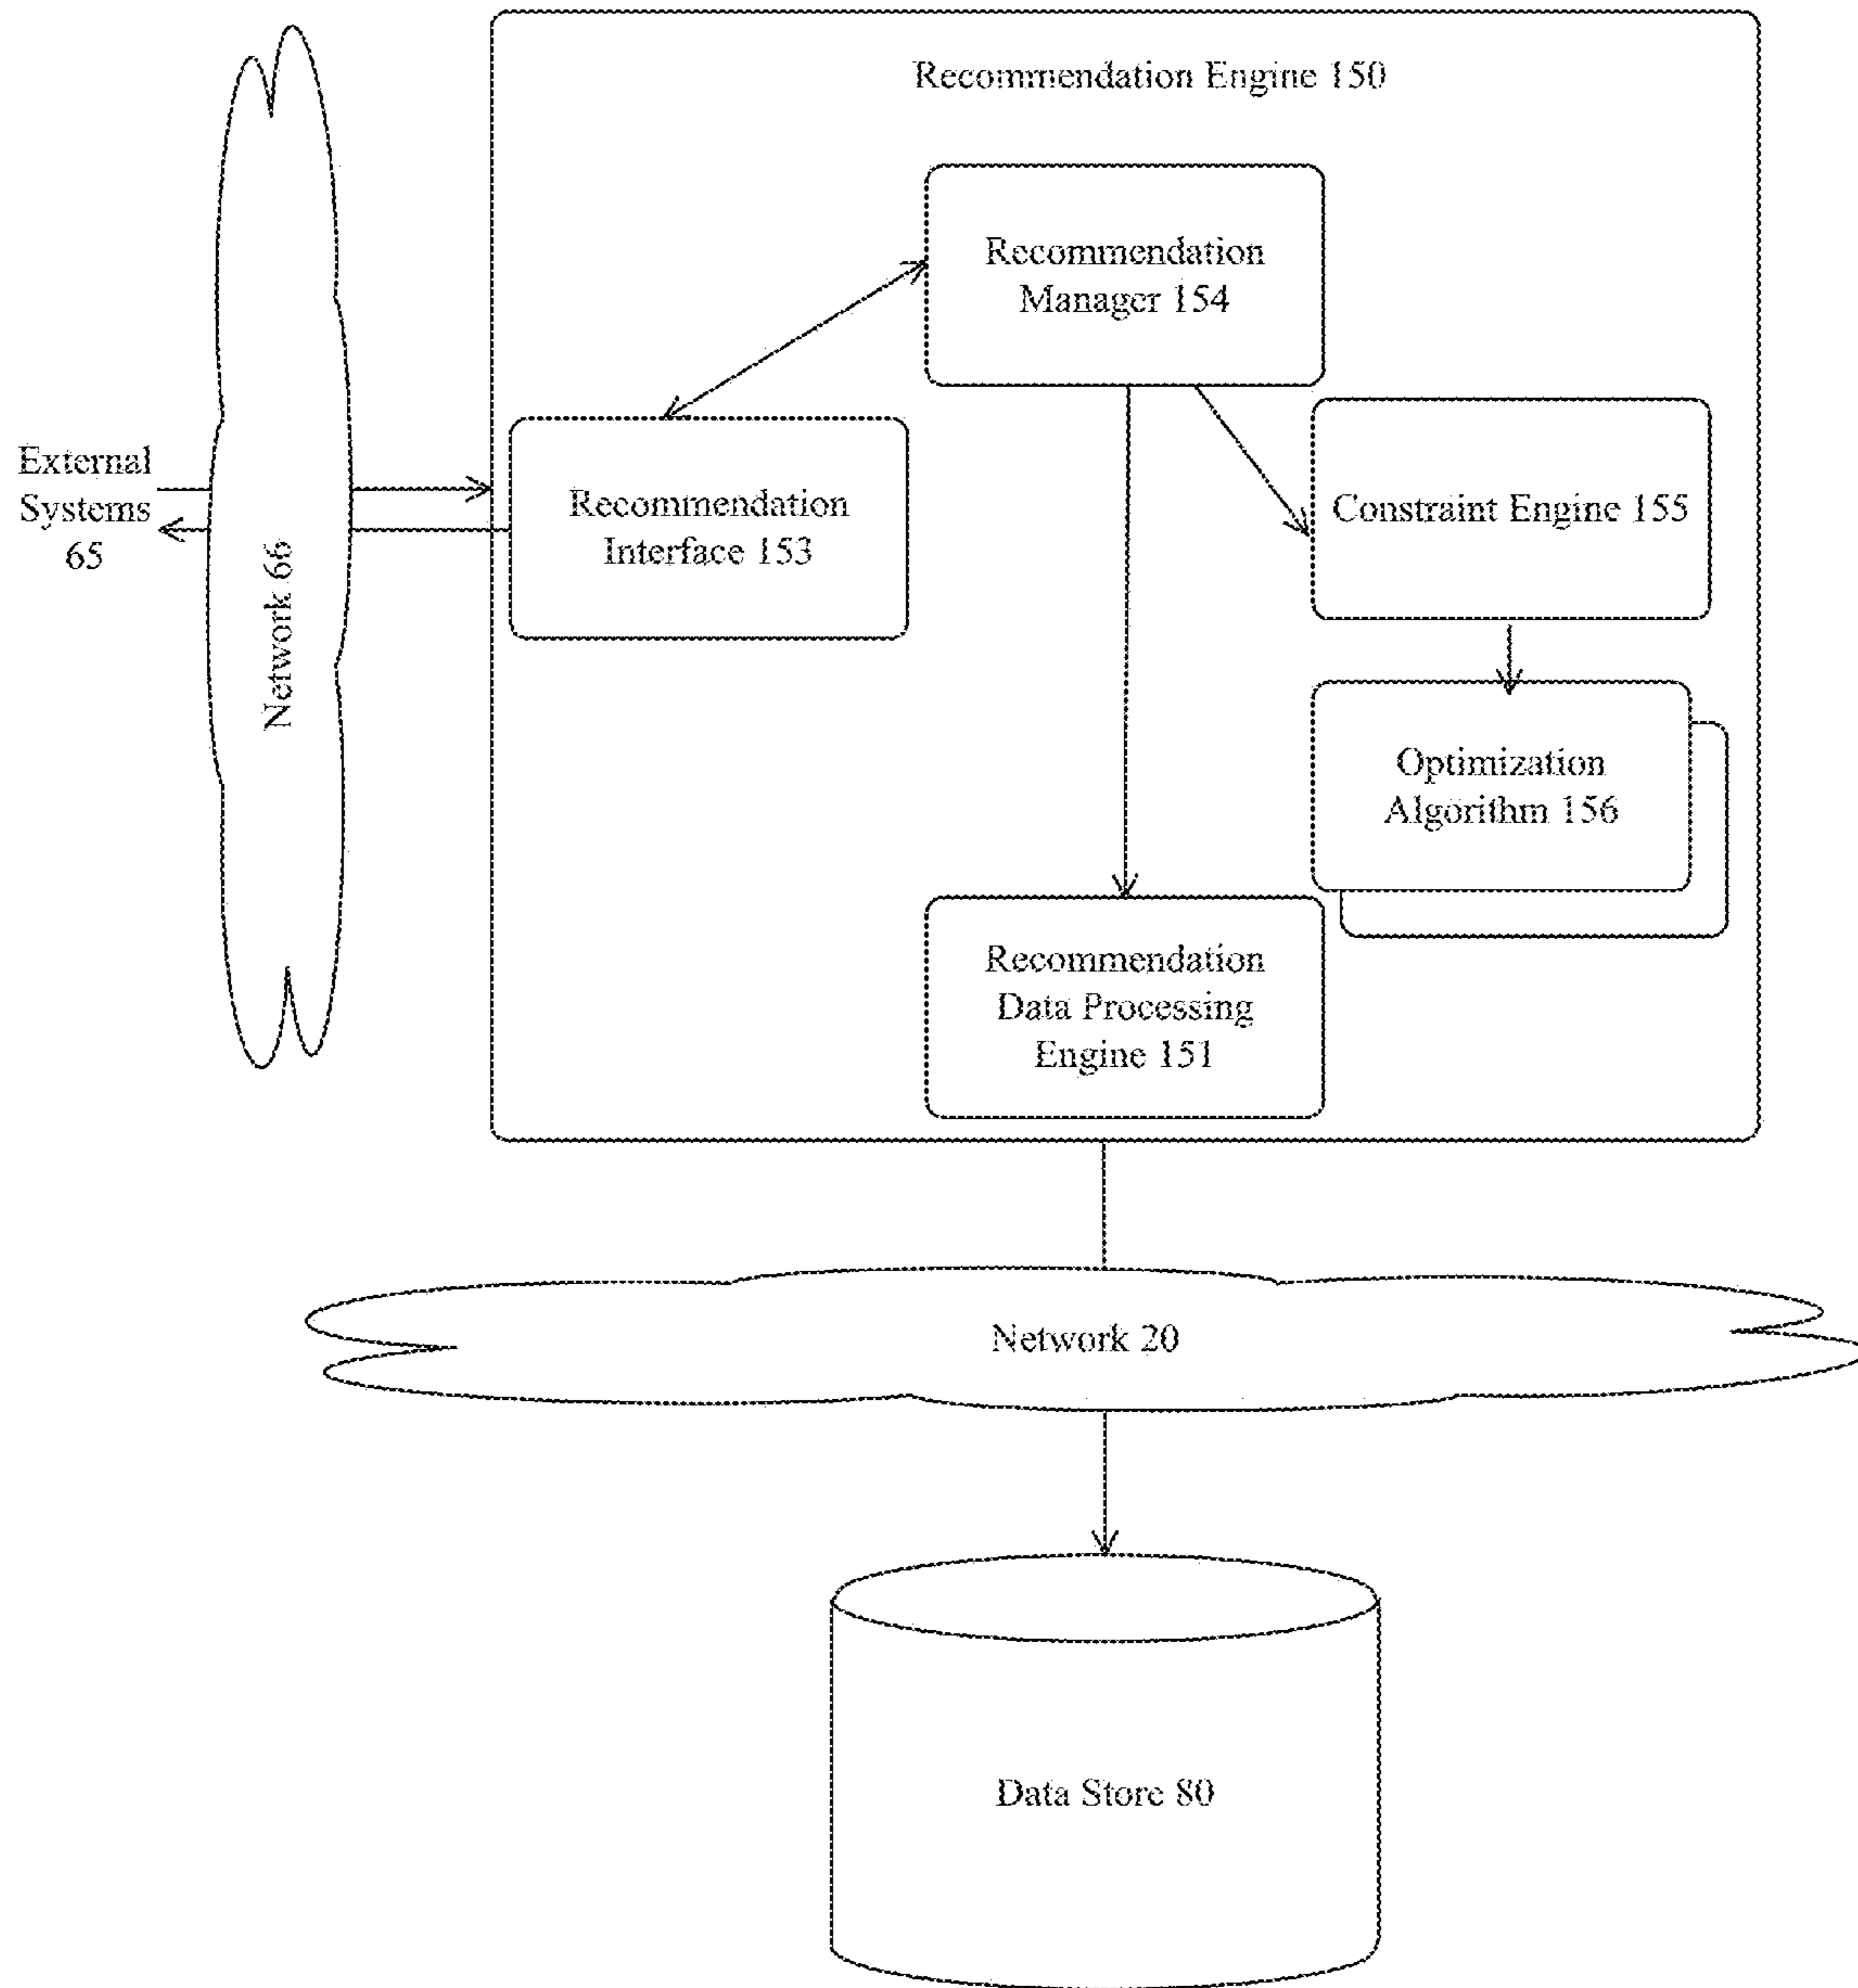 Recommendation Engine 150
Recommendation
Manager 154
External
Systems
65
Network 66
Recommendation
Interface 153
Constraint Engine 155
Optimization
Algorithm 156
Recommendation
Data Processing
Engine 151
Network 20
Data Store 80